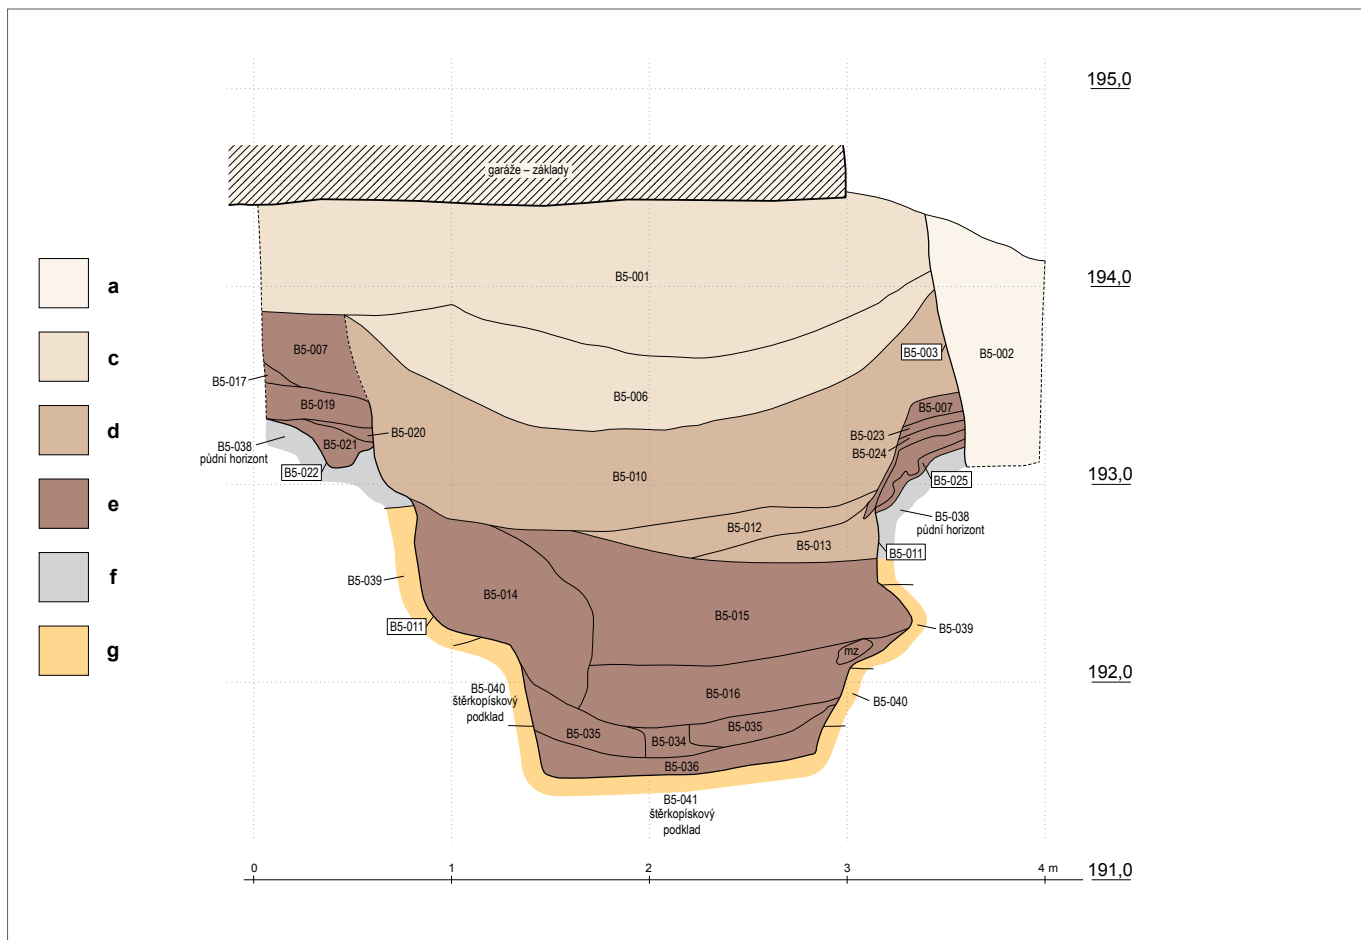 195,0
garáže – základy
a
c
d
e
f
g
B5-001
194,0
B5-007
B5-003
B5-002
B5-017
B5-006
B5-019
B5-007
B5-020
B5-023
B5-038
půdní horizont
B5-021
B5-024
B5-022
B5-010
193,0
B5-025
B5-012
B5-038
půdní horizont
B5-013
B5-011
B5-039
B5-014
B5-015
B5-011
B5-039
mz
192,0
B5-040
štěrkopískový
podklad
B5-016
B5-040
B5-035
B5-034
B5-035
B5-036
B5-041
štěrkopískový
podklad
0
1
2
3
4 m
191,0